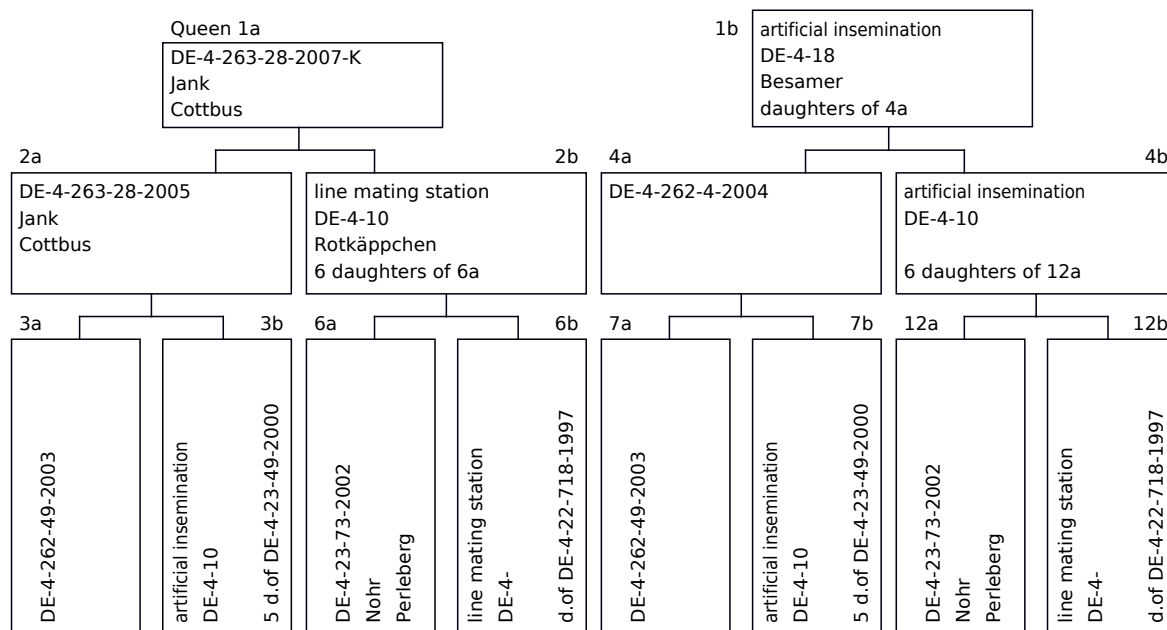 Queen 1a
DE-4-263-28-2007-K
Jank
Cottbus
1b
artificial insemination
DE-4-18
Besamer
daughters of 4a
2a
DE-4-263-28-2005
Jank
Cottbus
2b
line mating station
DE-4-10
Rotkäppchen
6 daughters of 6a
4a
DE-4-262-4-2004
4b
artificial insemination
DE-4-10
6 daughters of 12a
3a
DE-4-262-49-2003
3b
artificial insemination
DE-4-10
5 d.of DE-4-23-49-2000
6a
DE-4-23-73-2002
Nohr
Perleberg
6b
line mating station
DE-4-
d.of DE-4-22-718-1997
7a
DE-4-262-49-2003
7b
artificial insemination
DE-4-10
5 d.of DE-4-23-49-2000
12a
DE-4-23-73-2002
Nohr
Perleberg
12b
line mating station
DE-4-
d.of DE-4-22-718-1997